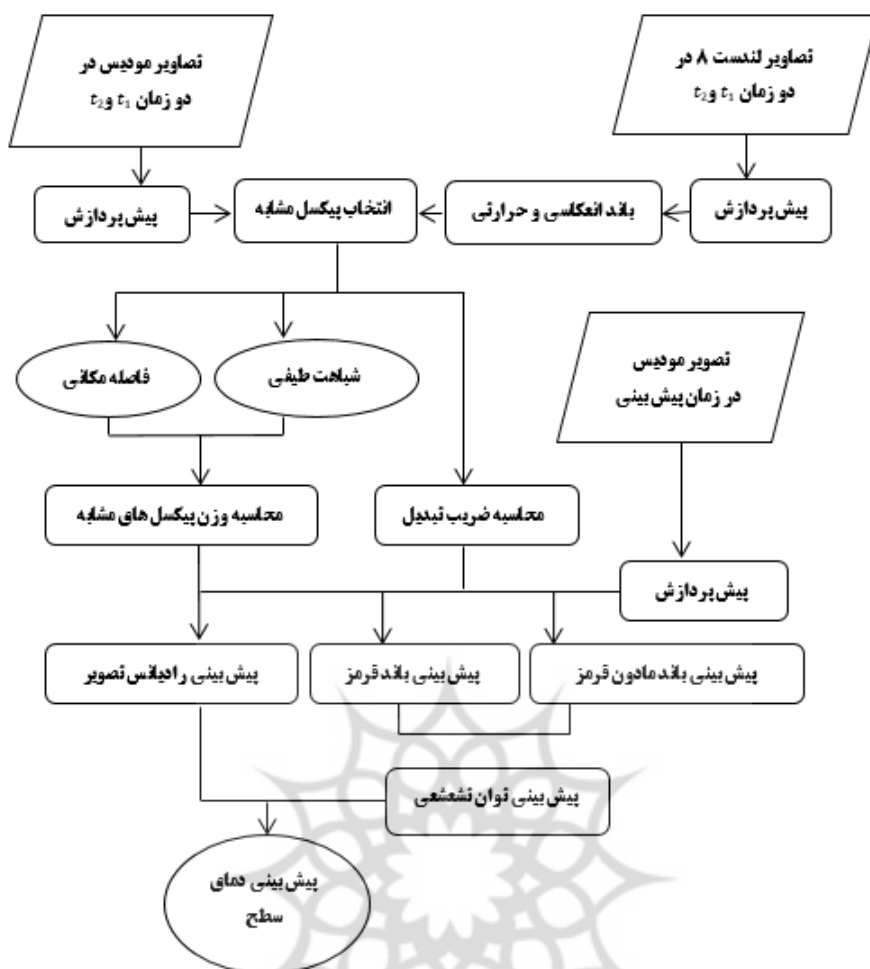 تصاویر لندست ۸ در
دو زمان t₁ وt₂
تصاویر مودیس در
دو زمان t₁ وt₂
پیش‌پردازش
باند انعکاسی و حرارتی
انتخاب پیکسل مشابه
پیش‌پردازش
شباهت طیفی
فاصله مکانی
تصویر مودیس
در زمان پیش‌بینی
محاسبه ضریب تبدیل
محاسبه وزن پیکسل های مشابه
پیش‌پردازش
پیش‌بینی باند مادون قرمز
پیش‌بینی باند قرمز
پیش‌بینی رادیانس تصویر
پیش‌بینی توان تشعشعی
پیش‌بینی دمای
سطح